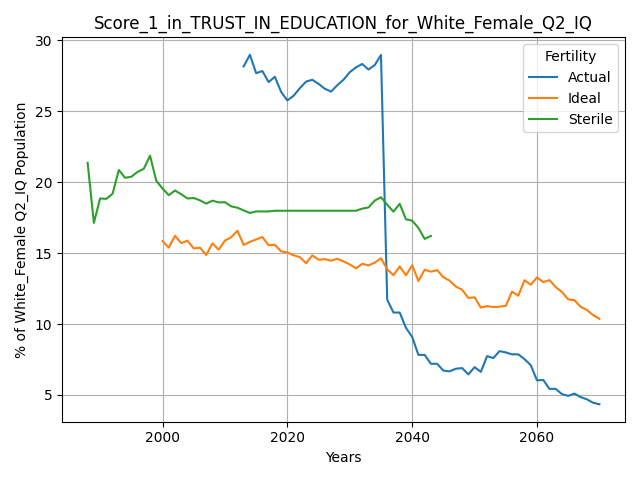 Score_1_in_TRUST_IN_EDUCATION_for_White_Female_Q2_IQ
% of White_Female Q2_IQ Population
30
25
20
15
10
5
2000
2020
2040
2060
Years
Fertility
Actual
Ideal
Sterile